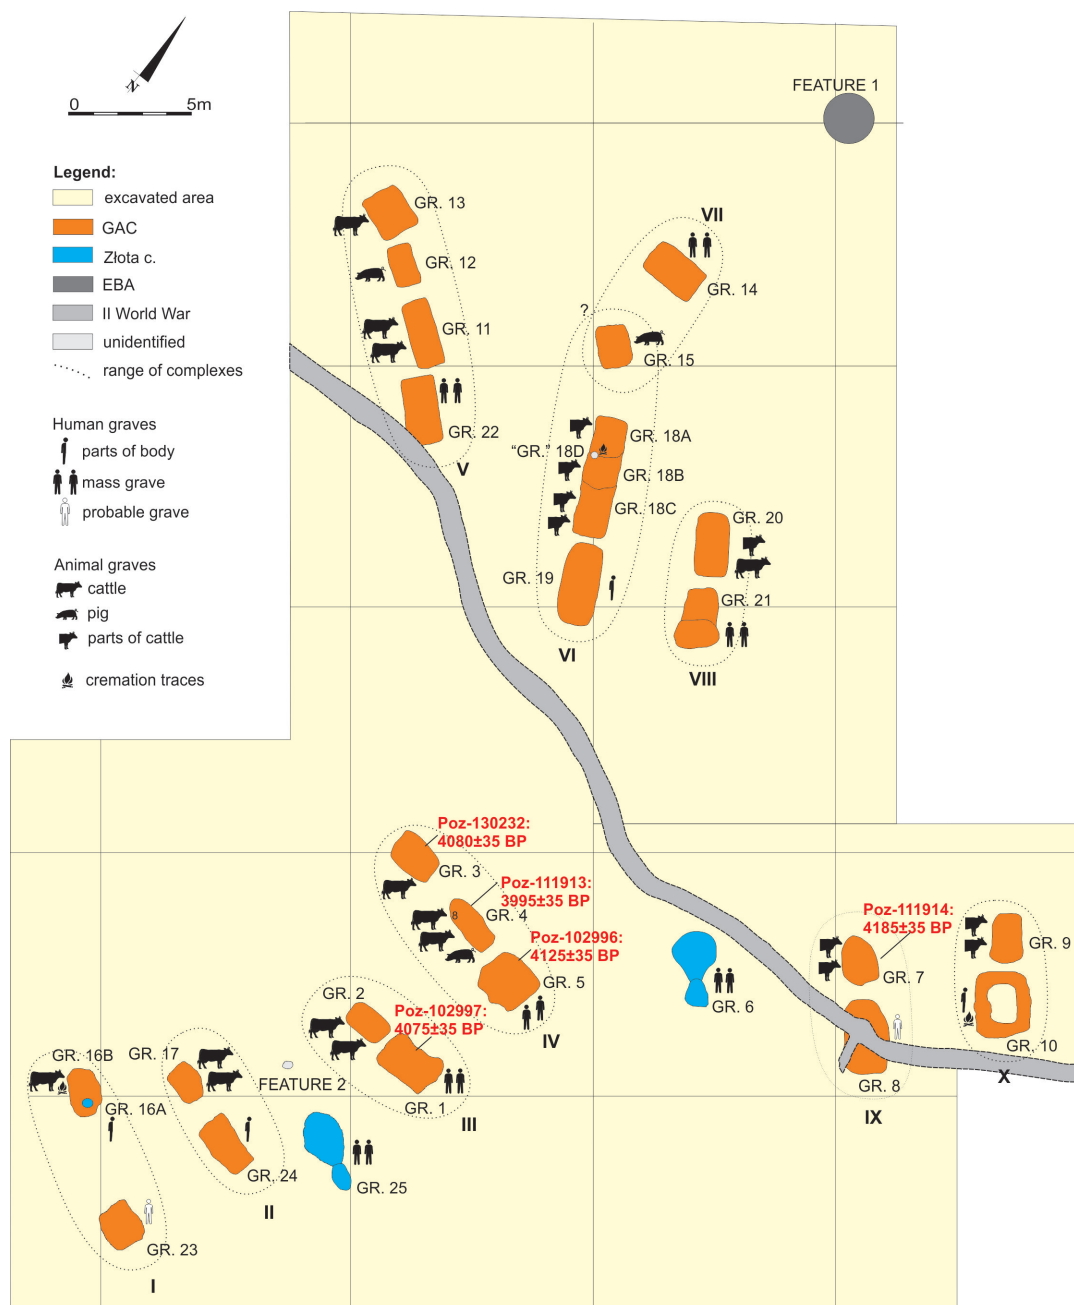 N
0 5m
Legend:
excavated area
GAC
Złota c.
EBA
II World War
unidentified
range of complexes
Human graves
parts of body
mass grave
probable grave
Animal graves
cattle
pig
parts of cattle
cremation traces
FEATURE 1
GR. 13
GR. 12
GR. 11
GR. 22
V
VII
GR. 14
?
GR. 15
GR. 18A
“GR.” 18D
GR. 18B
GR. 18C
GR. 19
VI
GR. 20
GR. 21
VIII
Poz-130232:
4080±35 BP
GR. 3
Poz-111913:
3995±35 BP
8
GR. 4
Poz-102996:
4125±35 BP
GR. 5
IV
GR. 2
Poz-102997:
4075±35 BP
GR. 1
III
GR. 6
Poz-111914:
4185±35 BP
GR. 7
GR. 8
IX
GR. 9
GR. 10
X
GR. 16B
GR. 16A
GR. 23
I
GR. 17
GR. 24
II
FEATURE 2
GR. 25